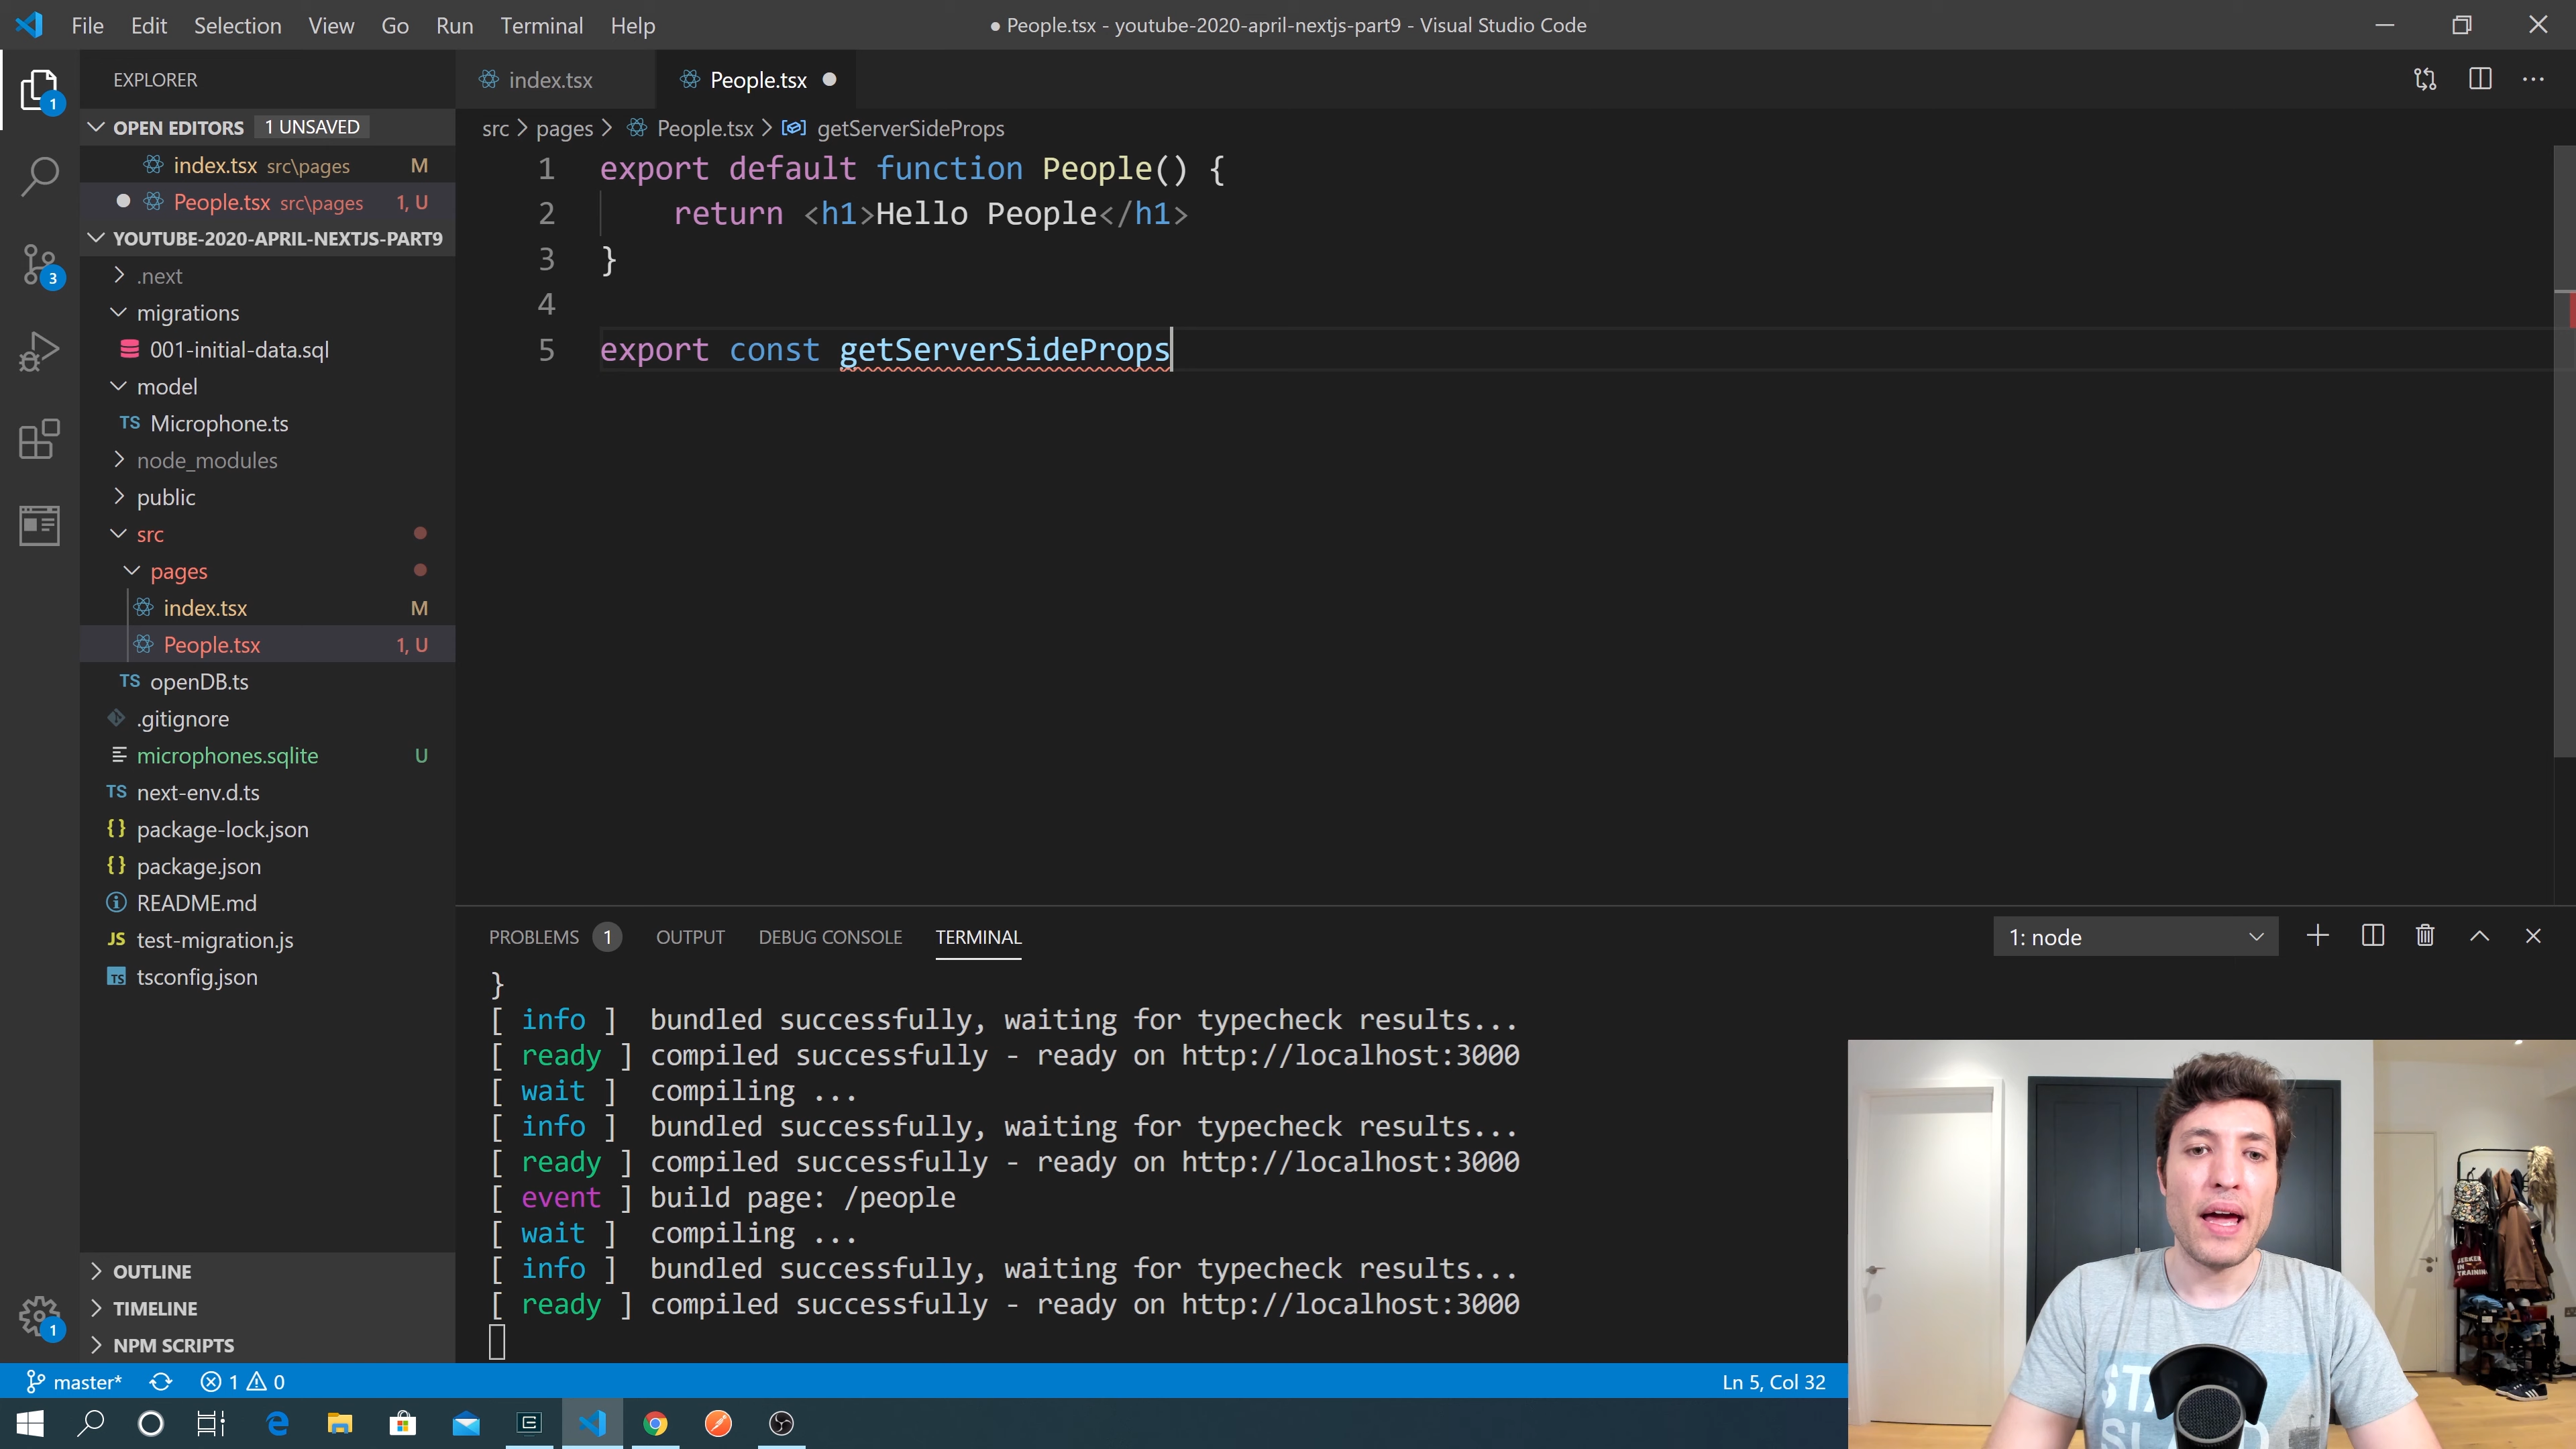 File Edit Selection View Go Run Terminal Help
● People.tsx - youtube-2020-april-nextjs-part9 - Visual Studio Code
EXPLORER
OPEN EDITORS 1 UNSAVED
index.tsx src\pages M
People.tsx src\pages 1, U
YOUTUBE-2020-APRIL-NEXTJS-PART9
.next
migrations
001-initial-data.sql
model
TS Microphone.ts
node_modules
public
src
pages
index.tsx M
People.tsx 1, U
TS openDB.ts
.gitignore
microphones.sqlite U
TS next-env.d.ts
{ } package-lock.json
{ } package.json
README.md
JS test-migration.js
TS tsconfig.json
OUTLINE
TIMELINE
NPM SCRIPTS
1
3
1
index.tsx People.tsx
src > pages > People.tsx > getServerSideProps
1 export default function People() {
2 return <h1>Hello People</h1>
3 }
4
5 export const getServerSideProps
PROBLEMS 1 OUTPUT DEBUG CONSOLE TERMINAL 1: node
}
[ info ] bundled successfully, waiting for typecheck results...
[ ready ] compiled successfully - ready on http://localhost:3000
[ wait ] compiling ...
[ info ] bundled successfully, waiting for typecheck results...
[ ready ] compiled successfully - ready on http://localhost:3000
[ event ] build page: /people
[ wait ] compiling ...
[ info ] bundled successfully, waiting for typecheck results...
[ ready ] compiled successfully - ready on http://localhost:3000
master* 1 0 Ln 5, Col 32